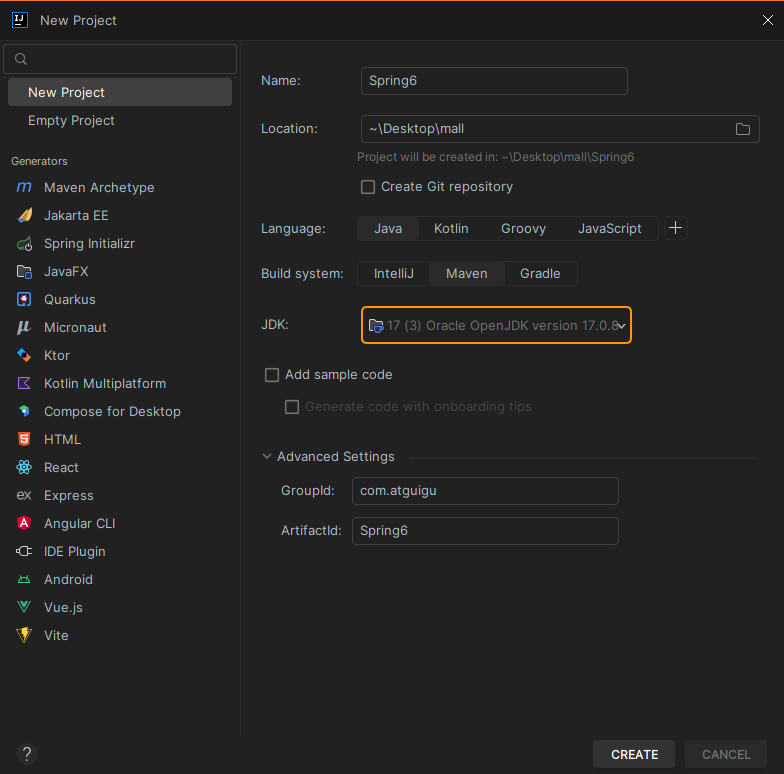 New Project
New Project
Empty Project
Generators
Maven Archetype
Jakarta EE
Spring Initializr
JavaFX
Quarkus
Micronaut
Ktor
Kotlin Multiplatform
Compose for Desktop
HTML
React
Express
Angular CLI
IDE Plugin
Android
Vue.js
Vite
Name: Spring6
Location: ~\Desktop\mall
Project will be created in: ~\Desktop\mall\Spring6
Create Git repository
Language: Java Kotlin Groovy JavaScript
Build system: IntelliJ Maven Gradle
JDK: 17 (3) Oracle OpenJDK version 17.0.8
Add sample code
Generate code with onboarding tips
Advanced Settings
GroupId: com.atguigu
ArtifactId: Spring6
? CREATE CANCEL